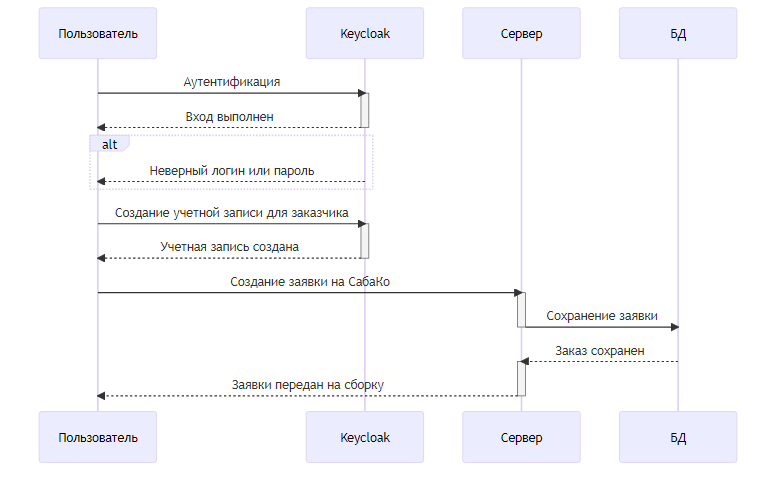 Пользователь
Keycloak
Сервер
БД
Аутентификация
Вход выполнен
alt
Неверный логин или пароль
Создание учетной записи для заказчика
Учетная запись создана
Создание заявки на СабаКо
Сохранение заявки
Заказ сохранен
Заявки передан на сборку
Пользователь
Keycloak
Сервер
БД